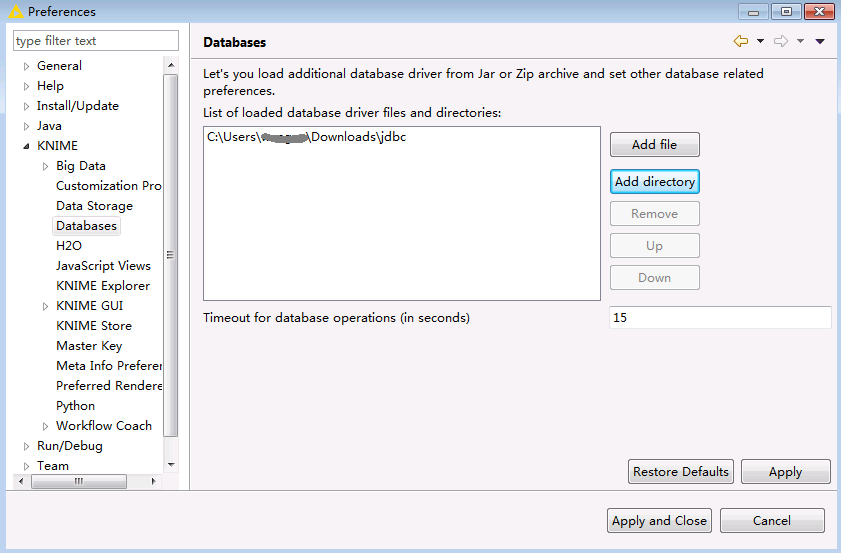 Preferences
type filter text
General
Help
Install/Update
Java
KNIME
Big Data
Customization Pro
Data Storage
Databases
H2O
JavaScript Views
KNIME Explorer
KNIME GUI
KNIME Store
Master Key
Meta Info Preferen
Preferred Rendere
Python
Workflow Coach
Run/Debug
Team
Databases
Let's you load additional database driver from Jar or Zip archive and set other database related
preferences.
List of loaded database driver files and directories:
C:\Users\ \Downloads\jdbc
Add file
Add directory
Remove
Up
Down
Timeout for database operations (in seconds)
15
Restore Defaults
Apply
Apply and Close
Cancel